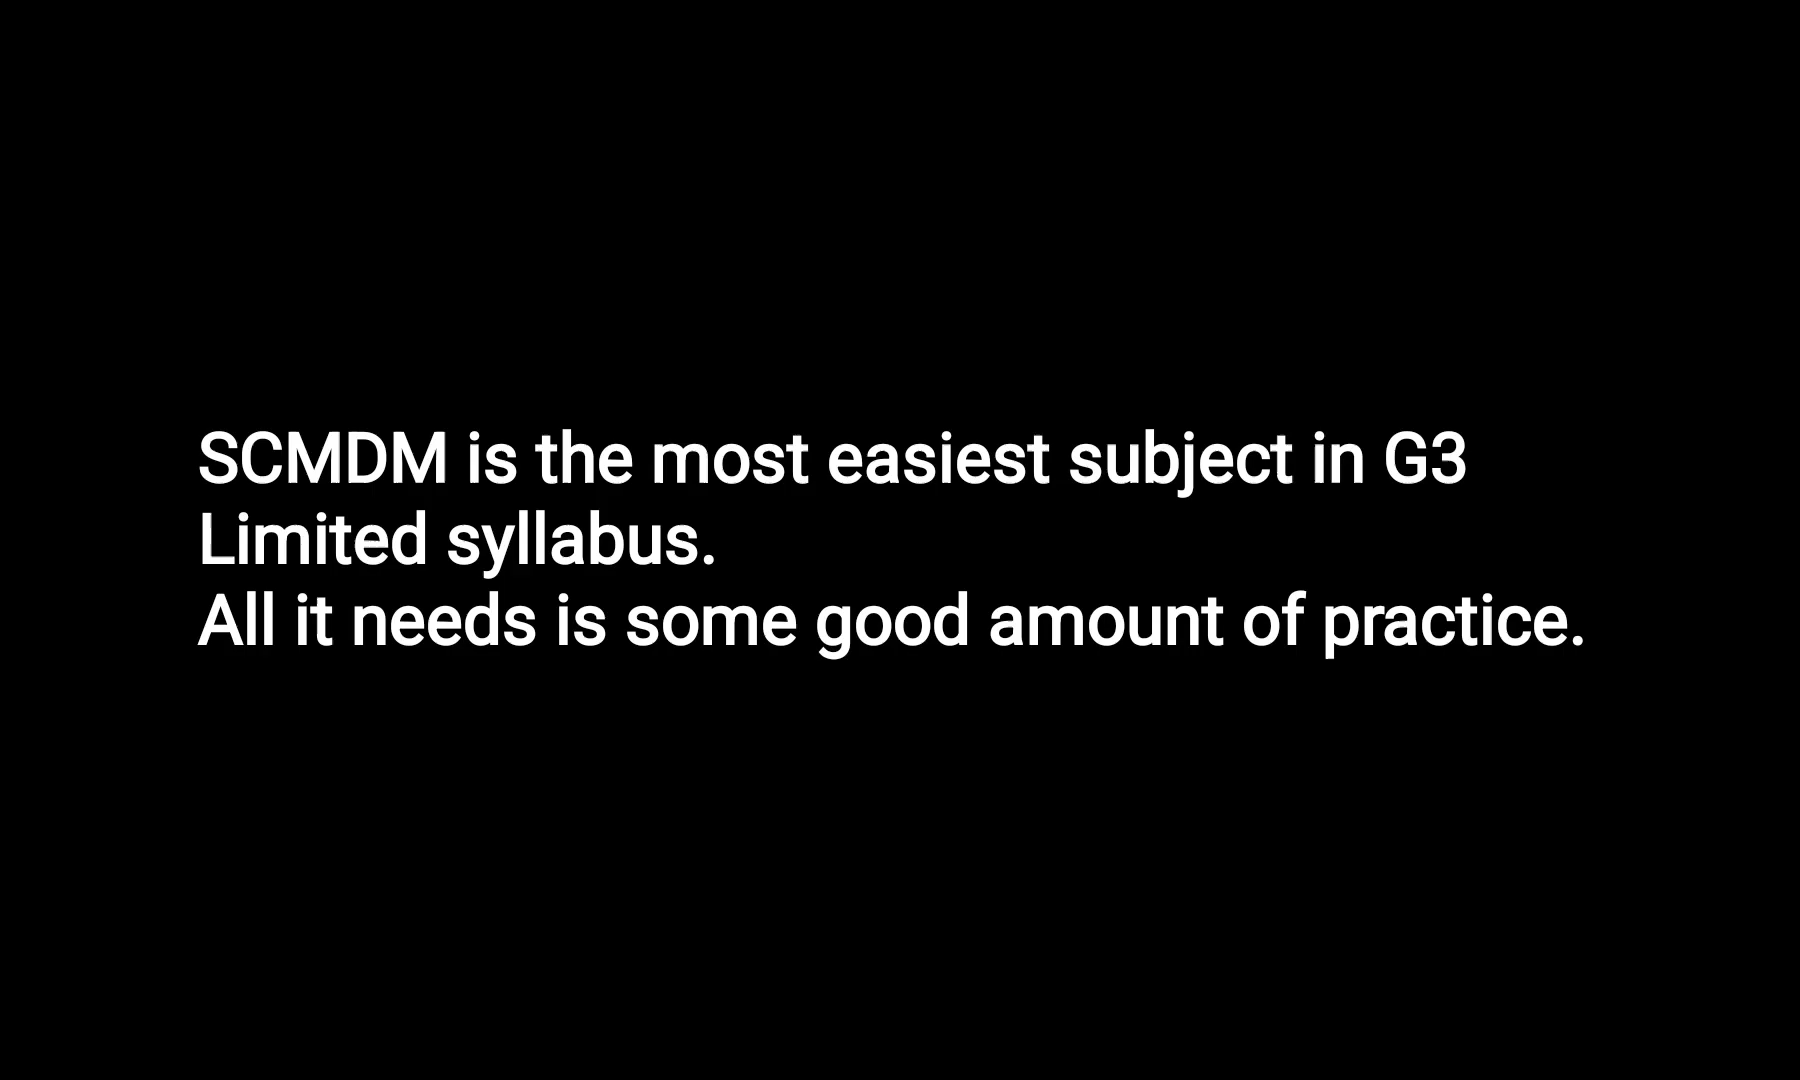 SCMDM is the most easiest subject in G3
Limited syllabus.
All it needs is some good amount of practice.